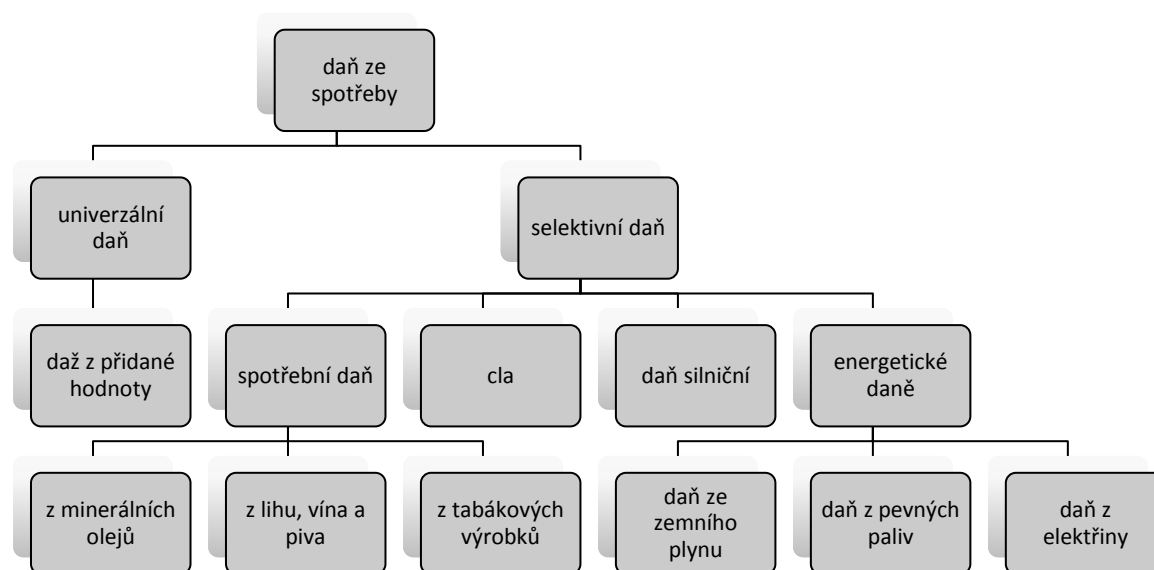 daň ze
spotřeby
univerzální
daň
selektivní daň
daž z přidané
hodnoty
spotřební daň
cla
daň silniční
energetické
daně
z minerálních
olejů
z lihu, vína a
piva
z tabákových
výrobků
daň ze
zemního
plynu
daň z pevných
paliv
daň z
elektřiny